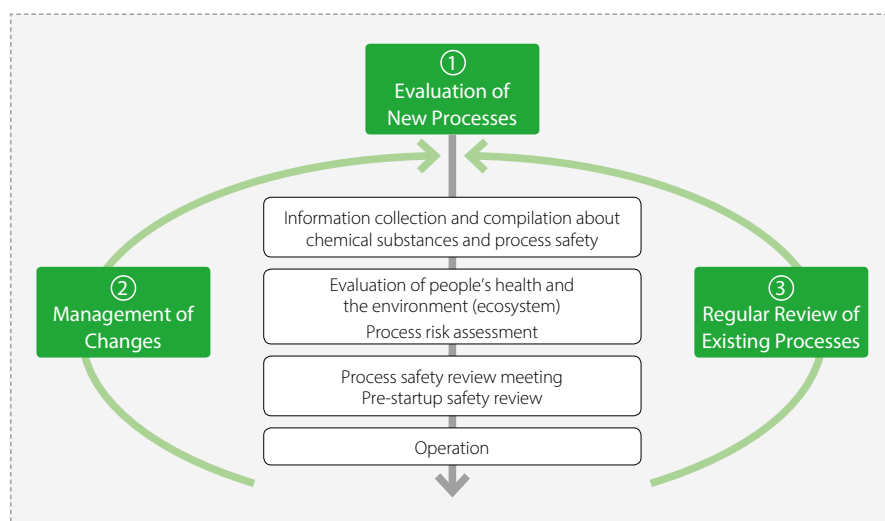 ①
Evaluation of
New Processes
Information collection and compilation about
chemical substances and process safety
②
Management of
Changes
Evaluation of people’s health and
the environment (ecosystem)
Process risk assessment
③
Regular Review of
Existing Processes
Process safety review meeting
Pre-startup safety review
Operation